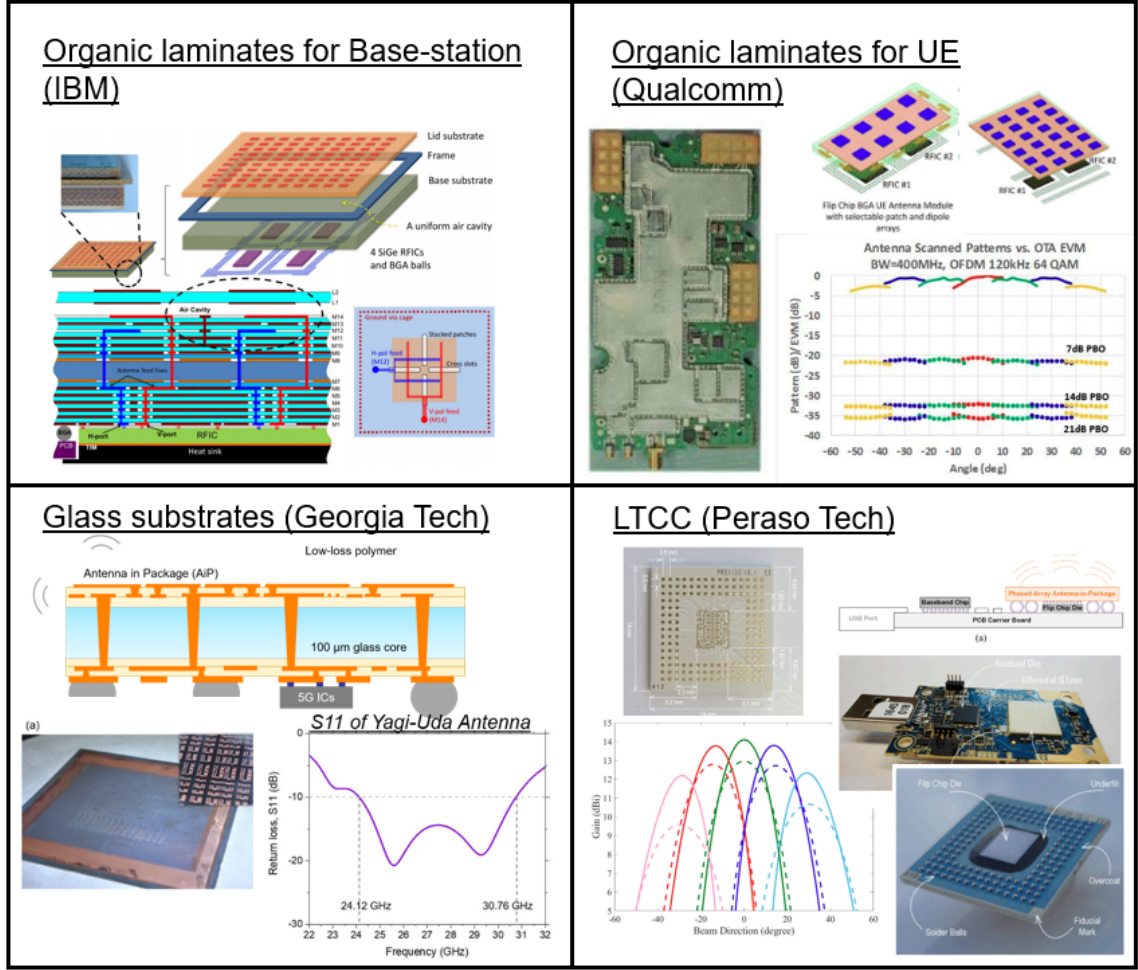 Organic laminates for Base-station
(IBM)
Lid substrate
Frame
Base substrate
A uniform air cavity
4 SiGe RFICs
and BGA balls
L2
L1
Air Cavity
M14
M13
M12
M11
M10
M9
M8
Antenna feed lines
M7
M6
M5
M4
M3
M2
M1
BGA
H-port
V-port
RFIC
PCB
TIM
Heat sink
Ground via cage
Stacked patches
H-pol feed
(M12)
Cross slots
V-pol feed
(M14)
Organic laminates for UE
(Qualcomm)
RFIC #2
RFIC #1
RFIC #2
RFIC #1
Flip Chip BGA UE Antenna Module
with selectable patch and dipole
arrays
Antenna Scanned Patterns vs. OTA EVM
BW=400MHz, OFDM 120kHz 64 QAM
Pattern (dB)/ EVM (dB)
0
-5
-10
-15
-20
-25
-30
-35
-40
7dB PBO
14dB PBO
21dB PBO
-60 -50 -40 -30 -20 -10 0 10 20 30 40 50 60
Angle (deg)
Glass substrates (Georgia Tech)
Low-loss polymer
Antenna in Package (AiP)
100 µm glass core
5G ICs
(a)
S11 of Yagi-Uda Antenna
Return loss, S11 (dB)
0
-10
-20
-30
24.12 GHz
30.76 GHz
22 23 24 25 26 27 28 29 30 31 32
Frequency (GHz)
LTCC (Peraso Tech)
Phased Array Antenna-in-Package
Baseband Chip
Flip Chip Die
USB Port
PCB Carrier Board
(a)
Baseband Chip
Differential IQ Lines
Gain (dBi)
15
14
13
12
11
10
9
8
7
6
5
-60 -40 -20 0 20 40 60
Beam Direction (degree)
Flip Chip Die
Underfill
Overcoat
Solder Balls
Fiducial
Mark